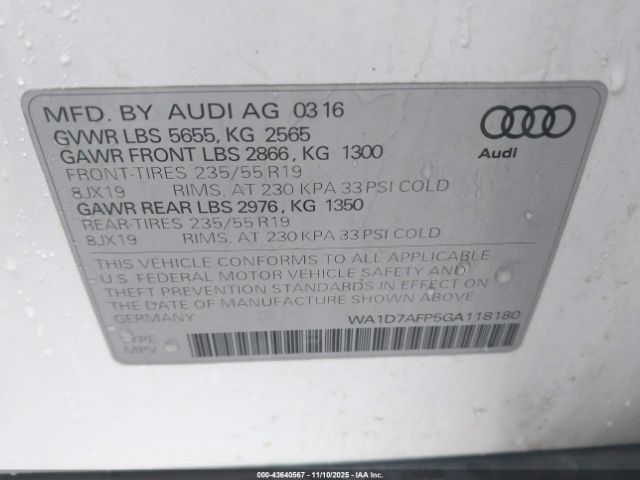 MFD. BY AUDI AG 03 16
GVWR LBS 5655, KG 2565
GAWR FRONT LBS 2866, KG 1300
FRONT-TIRES 235/55 R19
8JX19 RIMS, AT 230 KPA 33 PSI COLD
GAWR REAR LBS 2976, KG 1350
REAR-TIRES 235/55 R19
8JX19 RIMS, AT 230 KPA 33 PSI COLD
Audi
THIS VEHICLE CONFORMS TO ALL APPLICABLE
U.S. FEDERAL MOTOR VEHICLE SAFETY AND
THEFT PREVENTION STANDARDS IN EFFECT ON
THE DATE OF MANUFACTURE SHOWN ABOVE.
GERMANY WA1D7AFP5GA118180
TYPE
MPV
000-43640567 - 11/10/2025 - IAA Inc.